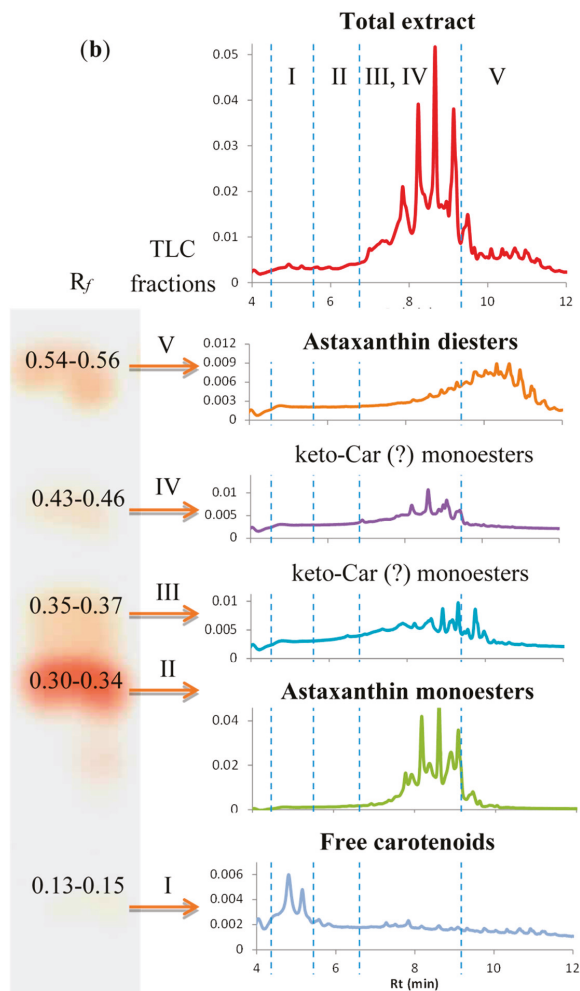 Total extract
(b)
0.05
0.04
0.03
0.02
0.01
0
I
II
III, IV
V
4
6
8
10
12
TLC
fractions
Rf
V
0.54-0.56
Astaxanthin diesters
0.012
0.009
0.006
0.003
0
keto-Car (?) monoesters
IV
0.43-0.46
0.01
0.005
0
keto-Car (?) monoesters
III
0.35-0.37
0.01
0.005
0
II
0.30-0.34
Astaxanthin monoesters
0.04
0.02
0
Free carotenoids
I
0.13-0.15
0.006
0.004
0.002
0
4
6
8
10
12
Rt (min)